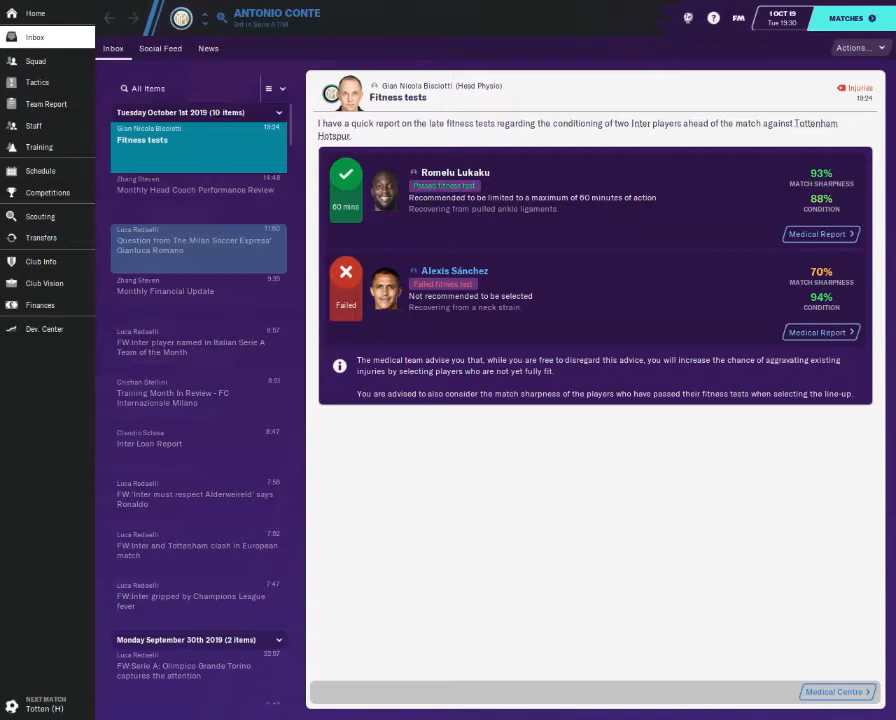 Home
Inbox
Squad
Tactics
Team Report
Staff
Training
Schedule
Competitions
Scouting
Transfers
Club Info
Club Vision
Finances
Dev. Center
NEXT MATCH
Totten (H)
ANTONIO CONTE
3rd in Serie A TIM
?
FM
1 OCT 19
Tue 19:30
MATCHES
Inbox
Social Feed
News
Actions...
All Items
Tuesday October 1st 2019 (10 items)
Gian Nicola Bisciotti 19:24
Fitness tests
Zhang Steven 14:48
Monthly Head Coach Performance Review
Luca Redaelli 11:50
Question from The Milan Soccer Express'
Gianluca Romano
Zhang Steven 9:39
Monthly Financial Update
Luca Redaelli 8:57
FW:Inter player named in Italian Serie A
Team of the Month
Cristian Stellini 8:51
Training Month In Review - FC
Internazionale Milano
Claudio Sclosa 8:47
Inter Loan Report
Luca Redaelli 7:58
FW:'Inter must respect Alderweireld' says
Ronaldo
Luca Redaelli 7:52
FW:Inter and Tottenham clash in European
match
Luca Redaelli 7:47
FW:Inter gripped by Champions League
fever
Monday September 30th 2019 (2 items)
Luca Redaelli 22:57
FW:Serie A: Olimpico Grande Torino
captures the attention
Gian Nicola Bisciotti (Head Physio)
Fitness tests
Injuries
19:24
I have a quick report on the late fitness tests regarding the conditioning of two Inter players ahead of the match against Tottenham
Hotspur.
60 mins
Romelu Lukaku
Passed fitness test
Recommended to be limited to a maximum of 60 minutes of action
Recovering from pulled ankle ligaments.
93%
MATCH SHARPNESS
88%
CONDITION
Medical Report
Failed
Alexis Sánchez
Failed fitness test
Not recommended to be selected
Recovering from a neck strain.
70%
MATCH SHARPNESS
94%
CONDITION
Medical Report
The medical team advise you that, while you are free to disregard this advice, you will increase the chance of aggravating existing
injuries by selecting players who are not yet fully fit.
You are advised to also consider the match sharpness of the players who have passed their fitness tests when selecting the line-up.
Medical Centre